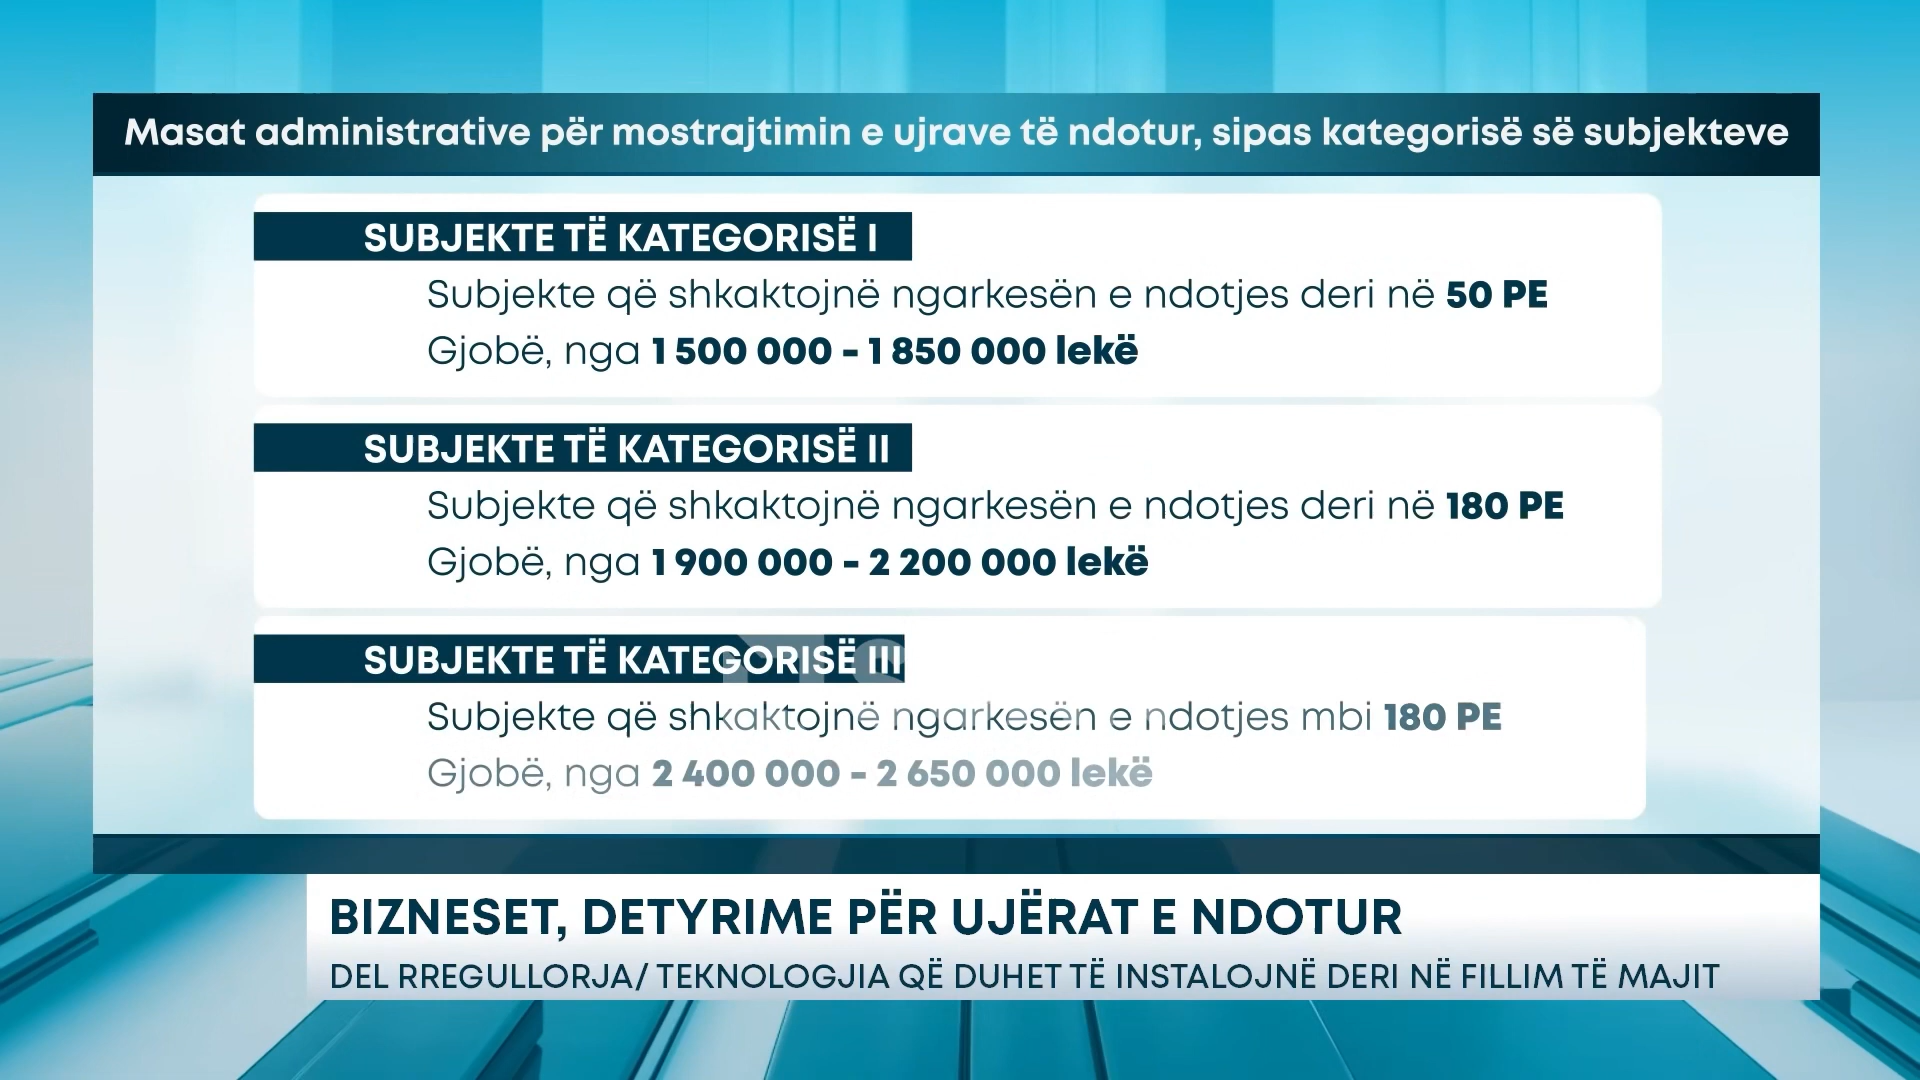 Masat administrative për mostrajtimin e ujrave të ndotur, sipas kategorisë së subjekteve
SUBJEKTE TË KATEGORISË I
Subjekte që shkaktojnë ngarkesën e ndotjes deri në 50 PE
Gjobë, nga 1 500 000 - 1 850 000 lekë
SUBJEKTE TË KATEGORISË II
Subjekte që shkaktojnë ngarkesën e ndotjes deri në 180 PE
Gjobë, nga 1 900 000 - 2 200 000 lekë
SUBJEKTE TË KATEGORISË III
Subjekte që shkaktojnë ngarkesën e ndotjes mbi 180 PE
Gjobë, nga 2 400 000 - 2 650 000 lekë
BIZNESET, DETYRIME PËR UJËRAT E NDOTUR
DEL RREGULLORJA/ TEKNOLOGJIA QË DUHET TË INSTALOJNË DERI NË FILLIM TË MAJIT